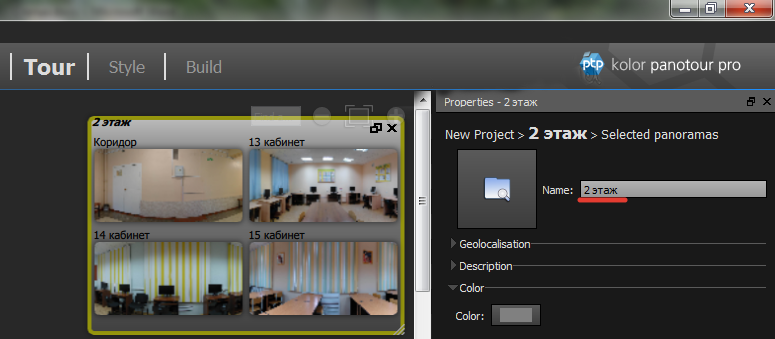 Tour Style Build
ptp kolor panotour pro
2 этаж
Коридор 13 кабинет
14 кабинет 15 кабинет
Properties - 2 этаж
New Project > 2 этаж > Selected panoramas
Name: 2 этаж
Geolocalisation
Description
Color
Color: